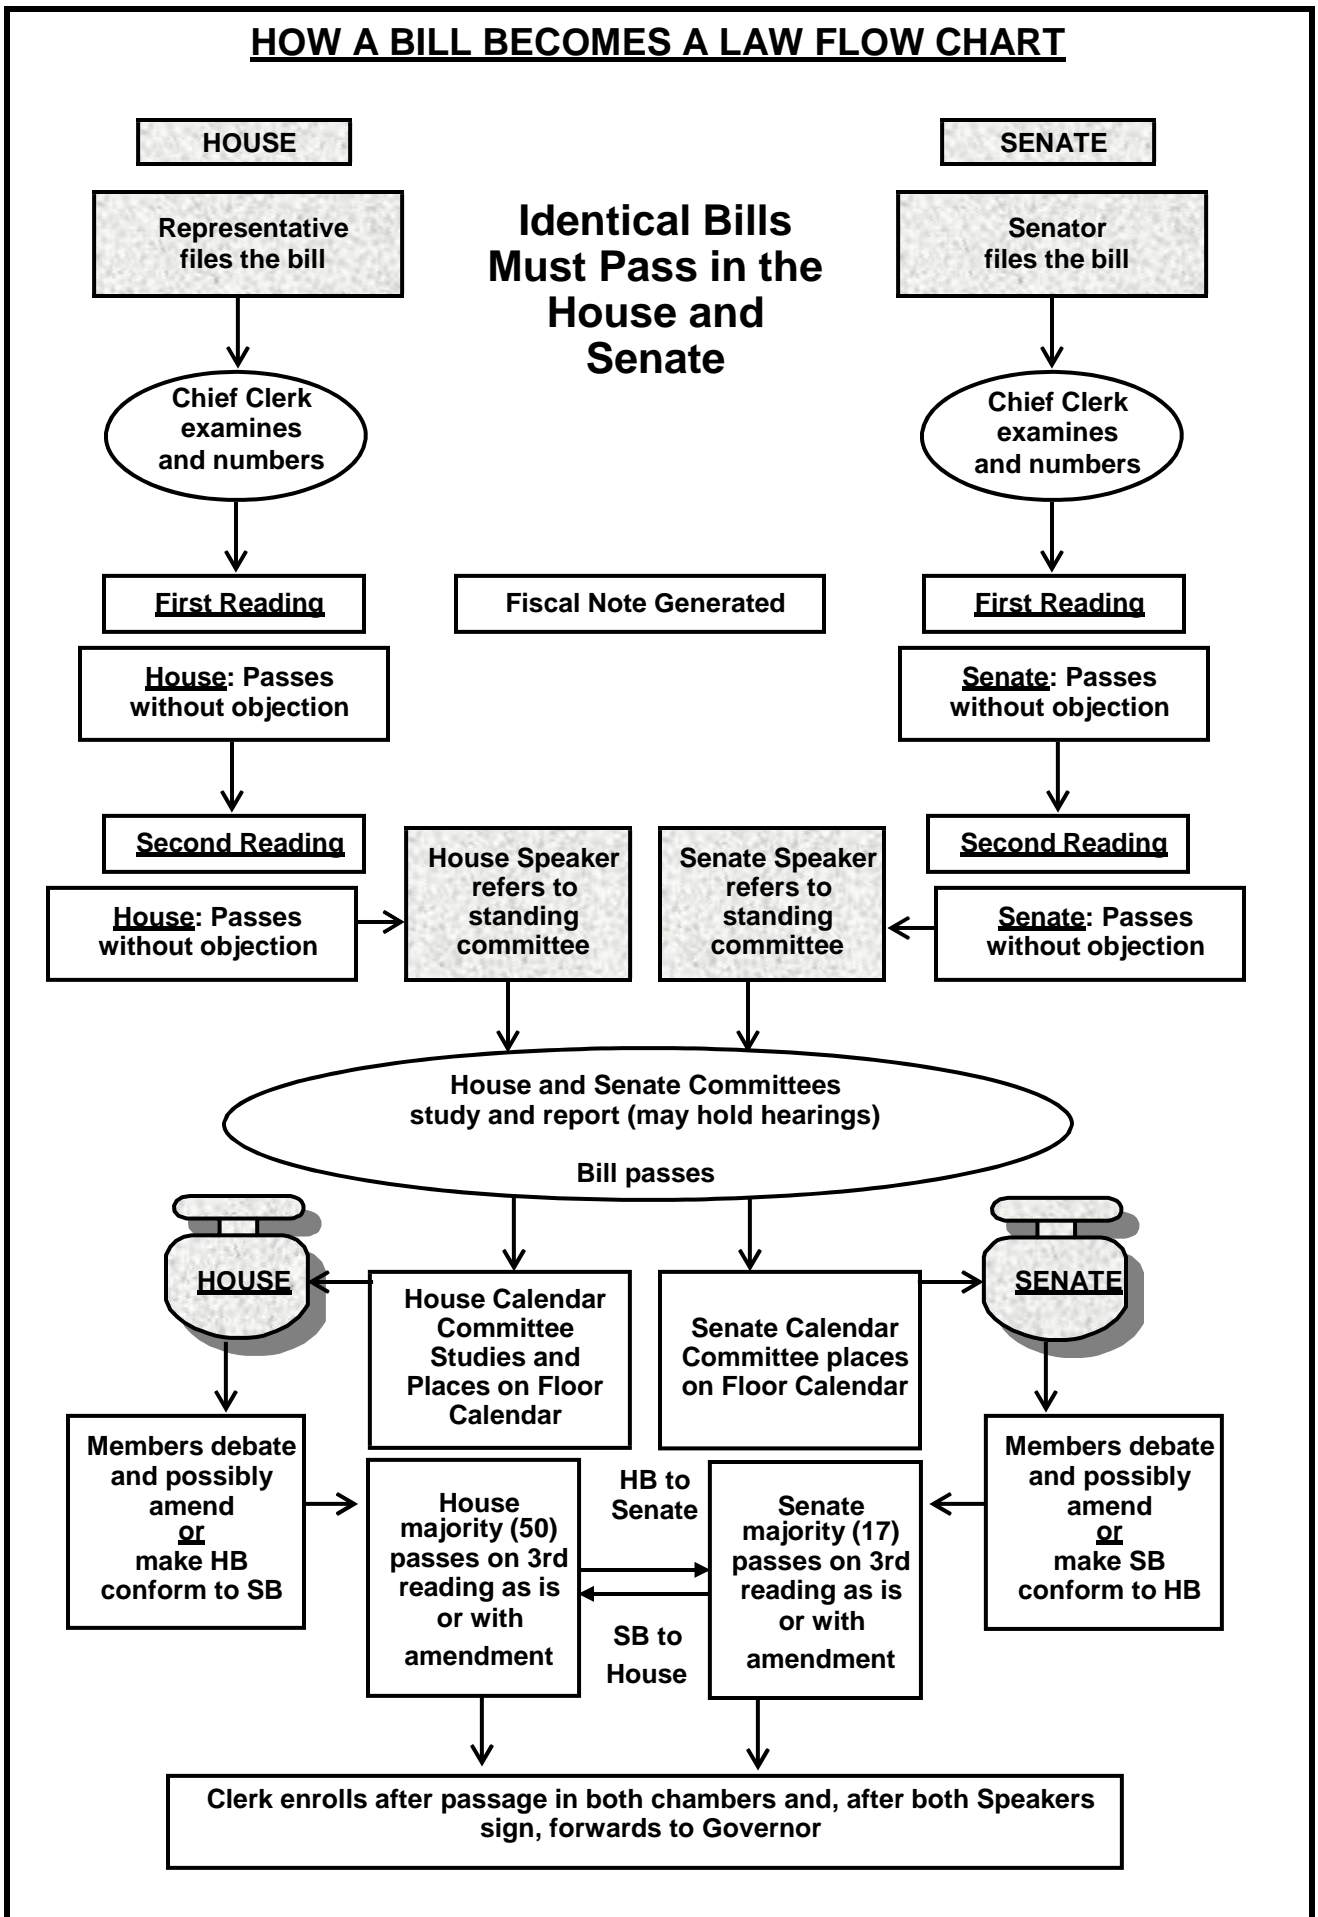 HOW A BILL BECOMES A LAW FLOW CHART
HOUSE
SENATE
Representative
files the bill
Identical Bills
Must Pass in the
House and
Senate
Senator
files the bill
Chief Clerk
examines
and numbers
Chief Clerk
examines
and numbers
First Reading
Fiscal Note Generated
First Reading
House: Passes
without objection
Senate: Passes
without objection
Second Reading
House: Passes
without objection
House Speaker
refers to
standing
committee
Senate Speaker
refers to
standing
committee
Second Reading
Senate: Passes
without objection
House and Senate Committees
study and report (may hold hearings)
Bill passes
HOUSE
House Calendar
Committee
Studies and
Places on Floor
Calendar
Senate Calendar
Committee places
on Floor Calendar
SENATE
Members debate
and possibly
amend
or
make HB
conform to SB
House
majority (50)
passes on 3rd
reading as is
or with
amendment
HB to
Senate
SB to
House
Senate
majority (17)
passes on 3rd
reading as is
or with
amendment
Members debate
and possibly
amend
or
make SB
conform to HB
Clerk enrolls after passage in both chambers and, after both Speakers
sign, forwards to Governor